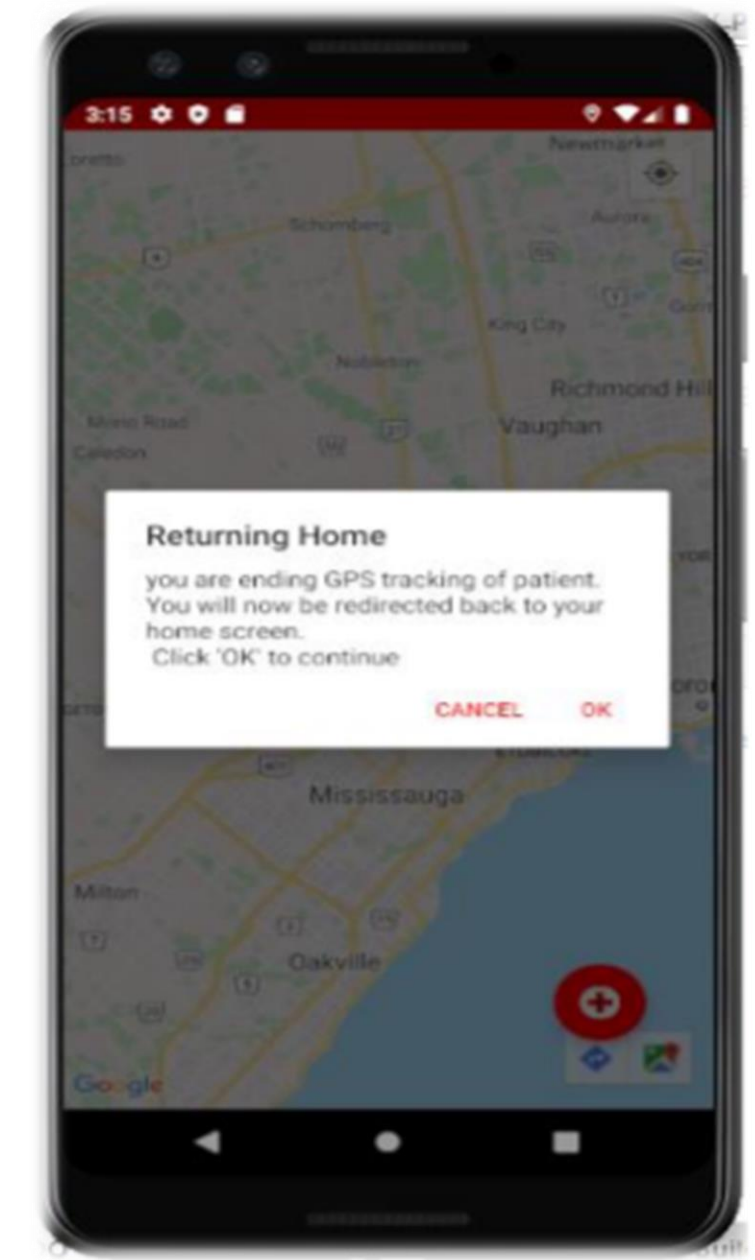 3:15
Newmarket
Schomberg
Aurora
King City
Nobleton
Richmond Hill
Mono Road
Vaughan
Caledon
Returning Home
you are ending GPS tracking of patient.
You will now be redirected back to your
home screen.
Click 'OK' to continue
CANCEL OK
Mississauga
Milton
Oakville
Google